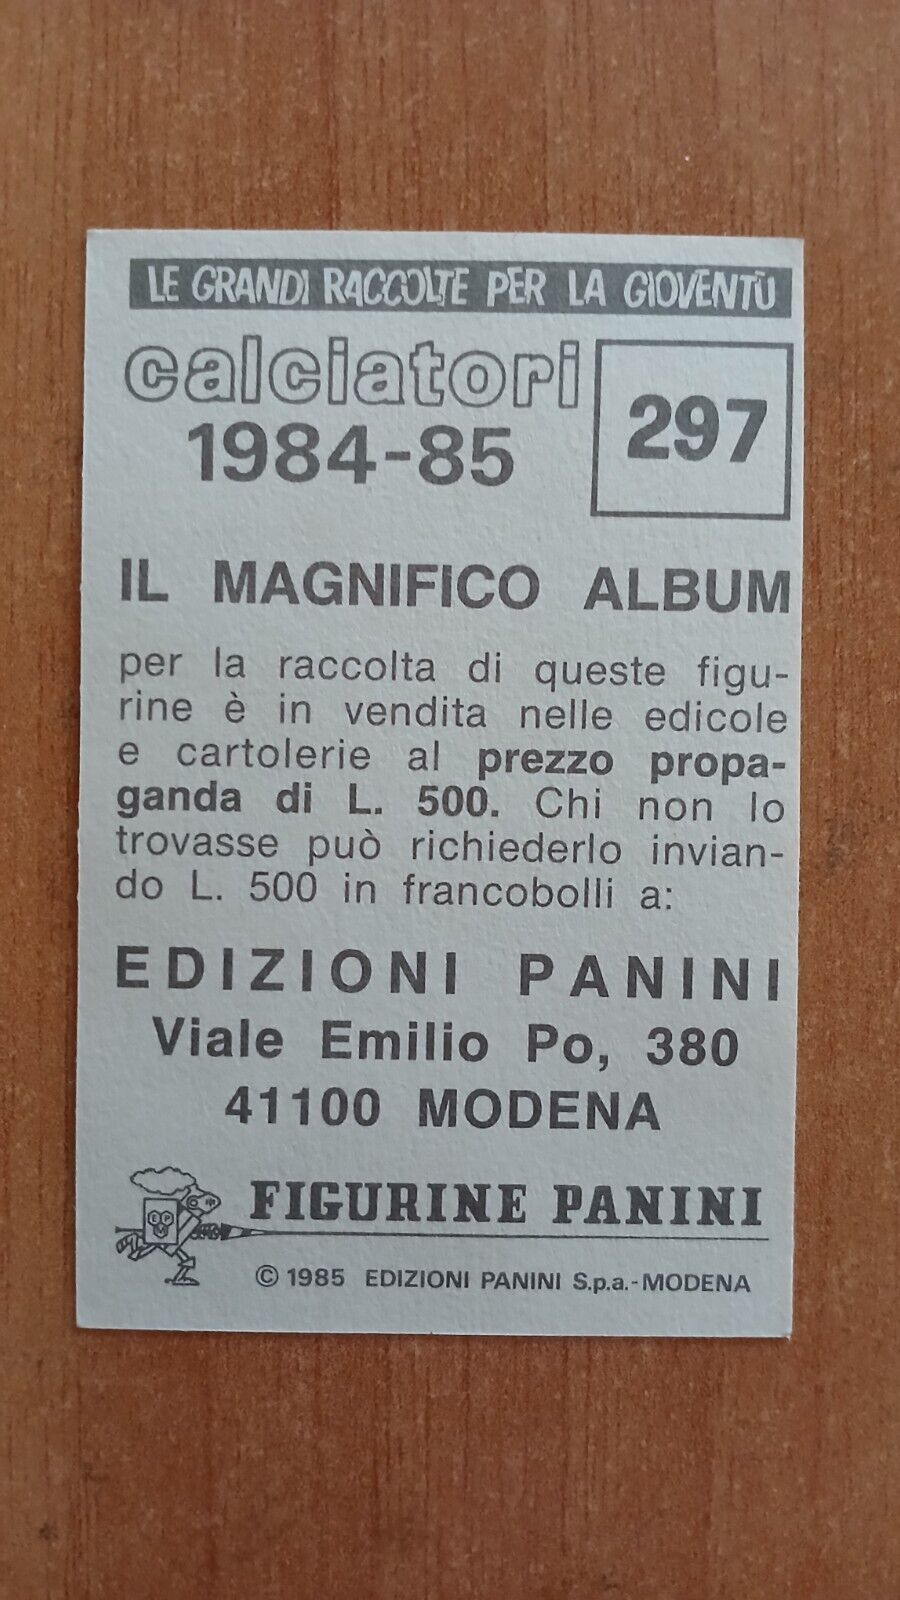 LE GRANDI RACCOLTE PER LA GIOVENTÙ
calciatori
1984-85
297
IL MAGNIFICO ALBUM
per la raccolta di queste figu-
rine è in vendita nelle edicole
e cartolerie al prezzo propa-
ganda di L. 500. Chi non lo
trovasse può richiederlo invian-
do L. 500 in francobolli a:
EDIZIONI PANINI
Viale Emilio Po, 380
41100 MODENA
FIGURINE PANINI
© 1985 EDIZIONI PANINI S.p.a.-MODENA